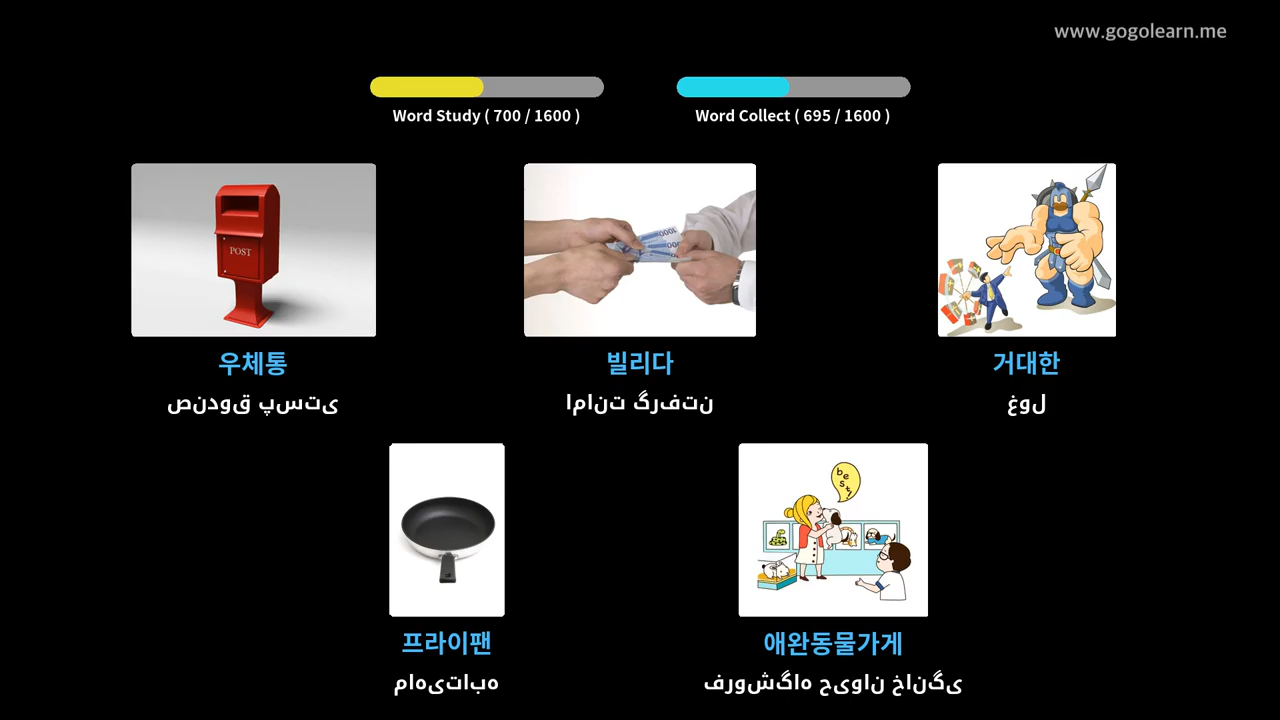 www.gogolearn.me
Word Study ( 700 / 1600 )
Word Collect ( 695 / 1600 )
POST
우체통
صندوق پستی
빌리다
امانت گرفتن
거대한
غول
best!
프라이팬
ماهیتابه
애완동물가게
فروشگاه حیوان خانگی